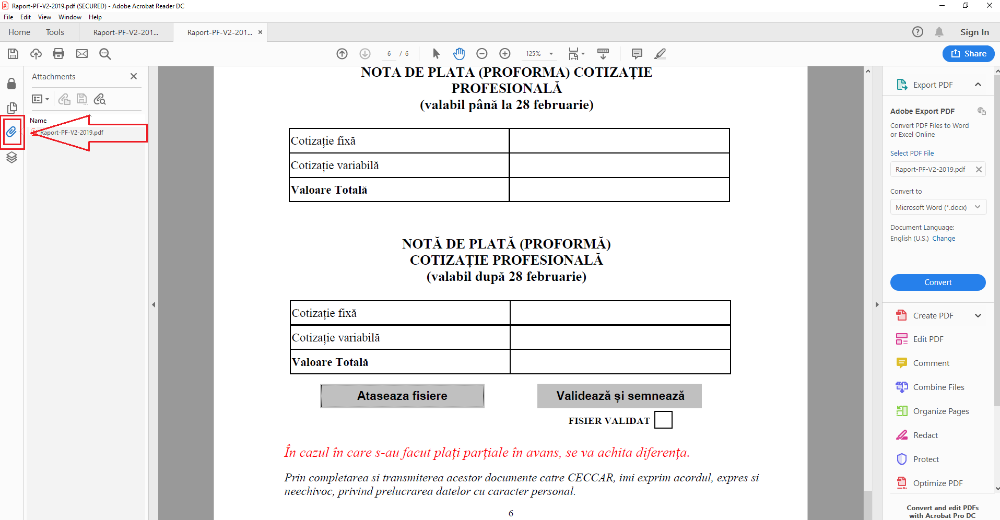 Raport-PF-V2-2019.pdf (SECURED) - Adobe Acrobat Reader DC
File Edit View Window Help
Home Tools Raport-PF-V2-201... Raport-PF-V2-201... Sign In
6 / 6 125% Share
Attachments
Name
Raport-PF-V2-2019.pdf
NOTĂ DE PLATĂ (PROFORMĂ) COTIZAȚIE
PROFESIONALĂ
(valabil până la 28 februarie)
Cotizație fixă
Cotizație variabilă
Valoare Totală
NOTĂ DE PLATĂ (PROFORMĂ)
COTIZAȚIE PROFESIONALĂ
(valabil după 28 februarie)
Cotizație fixă
Cotizație variabilă
Valoare Totală
Ataseaza fisiere Validează și semnează
FISIER VALIDAT
În cazul în care s-au facut plați parțiale în avans, se va achita diferența.
Prin completarea si transmiterea acestor documente catre CECCAR, imi exprim acordul, expres si
neechivoc, privind prelucrarea datelor cu caracter personal.
6
Export PDF
Adobe Export PDF
Convert PDF Files to Word
or Excel Online
Select PDF File
Raport-PF-V2-2019.pdf
Convert to
Microsoft Word (*.docx)
Document Language:
English (U.S.) Change
Convert
Create PDF
Edit PDF
Comment
Combine Files
Organize Pages
Redact
Protect
Optimize PDF
Convert and edit PDFs
with Acrobat Pro DC